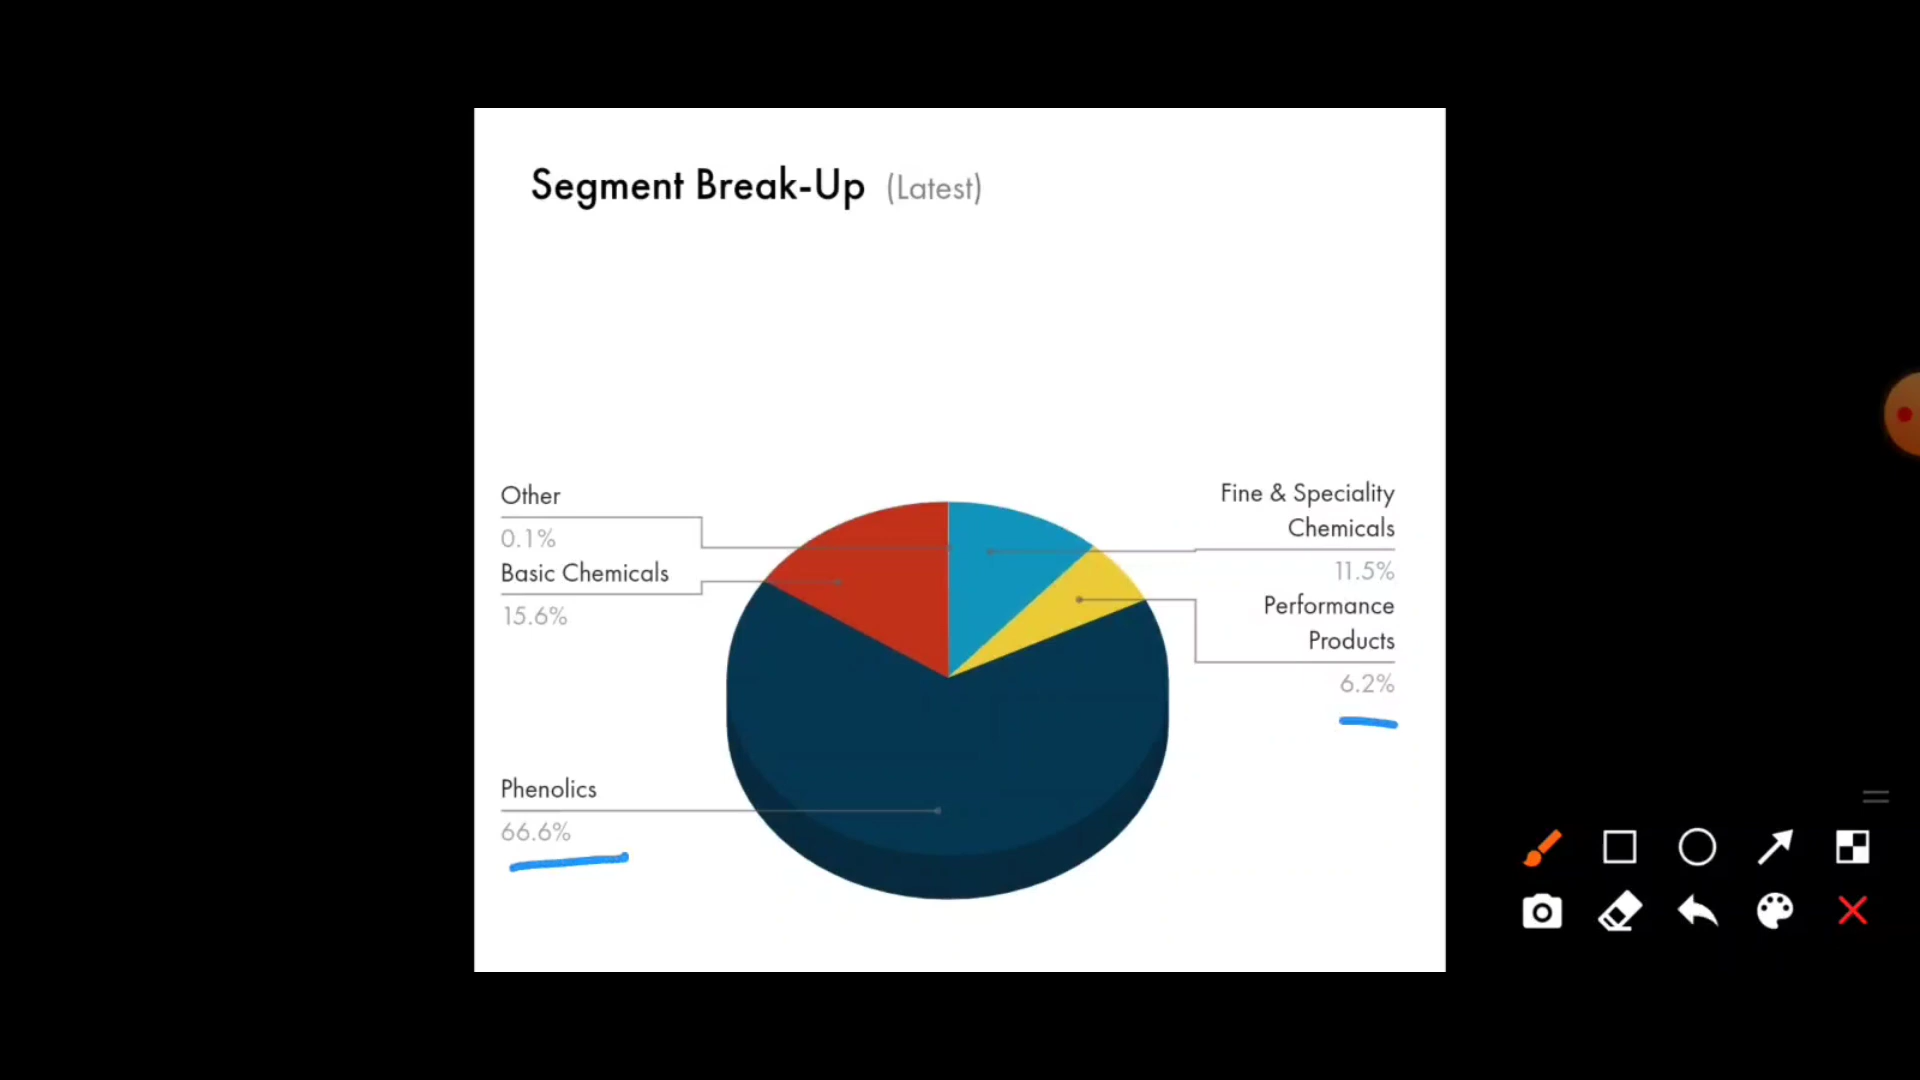 Segment Break-Up (Latest)
Other
0.1%
Basic Chemicals
15.6%
Phenolics
66.6%
Fine & Speciality
Chemicals
11.5%
Performance
Products
6.2%